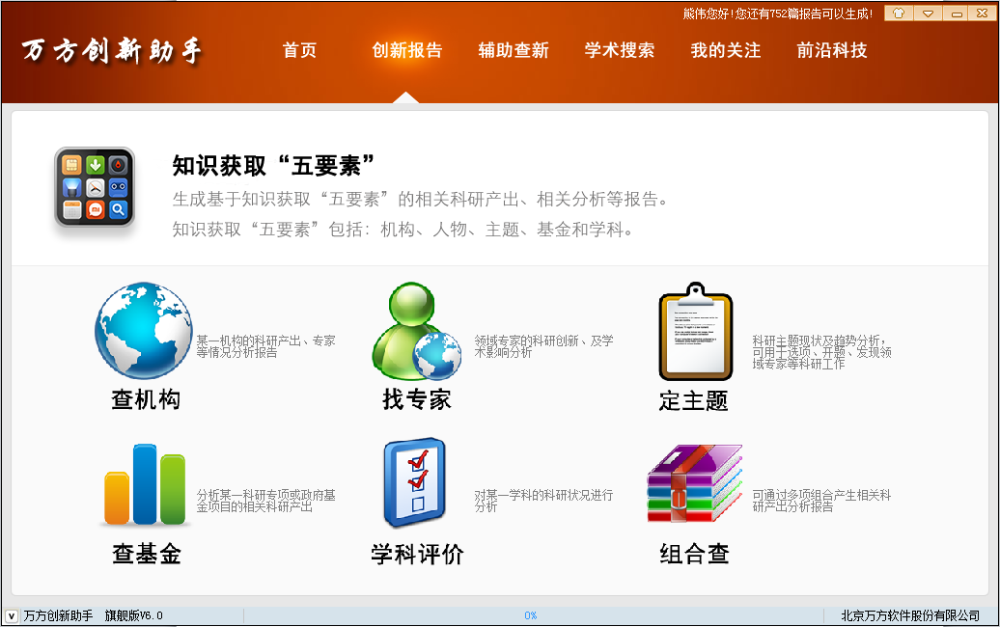 熊伟您好!您还有752篇报告可以生成!
万方创新助手
首页 创新报告 辅助查新 学术搜索 我的关注 前沿科技
知识获取“五要素”
生成基于知识获取“五要素”的相关科研产出、相关分析等报告。
知识获取“五要素”包括：机构、人物、主题、基金和学科。
某一机构的科研产出、专家
等情况分析报告
查机构
领域专家的科研创新、及学
术影响分析
找专家
科研主题现状及趋势分析，
可用于选项、开题、发现领
域专家等科研工作
定主题
分析某一科研专项或政府基
金项目的相关科研产出
查基金
对某一学科的科研状况进行
分析
学科评价
可通过多项组合产生相关科
研产出分析报告
组合查
V 万方创新助手 旗舰版V6.0
0%
北京万方软件股份有限公司